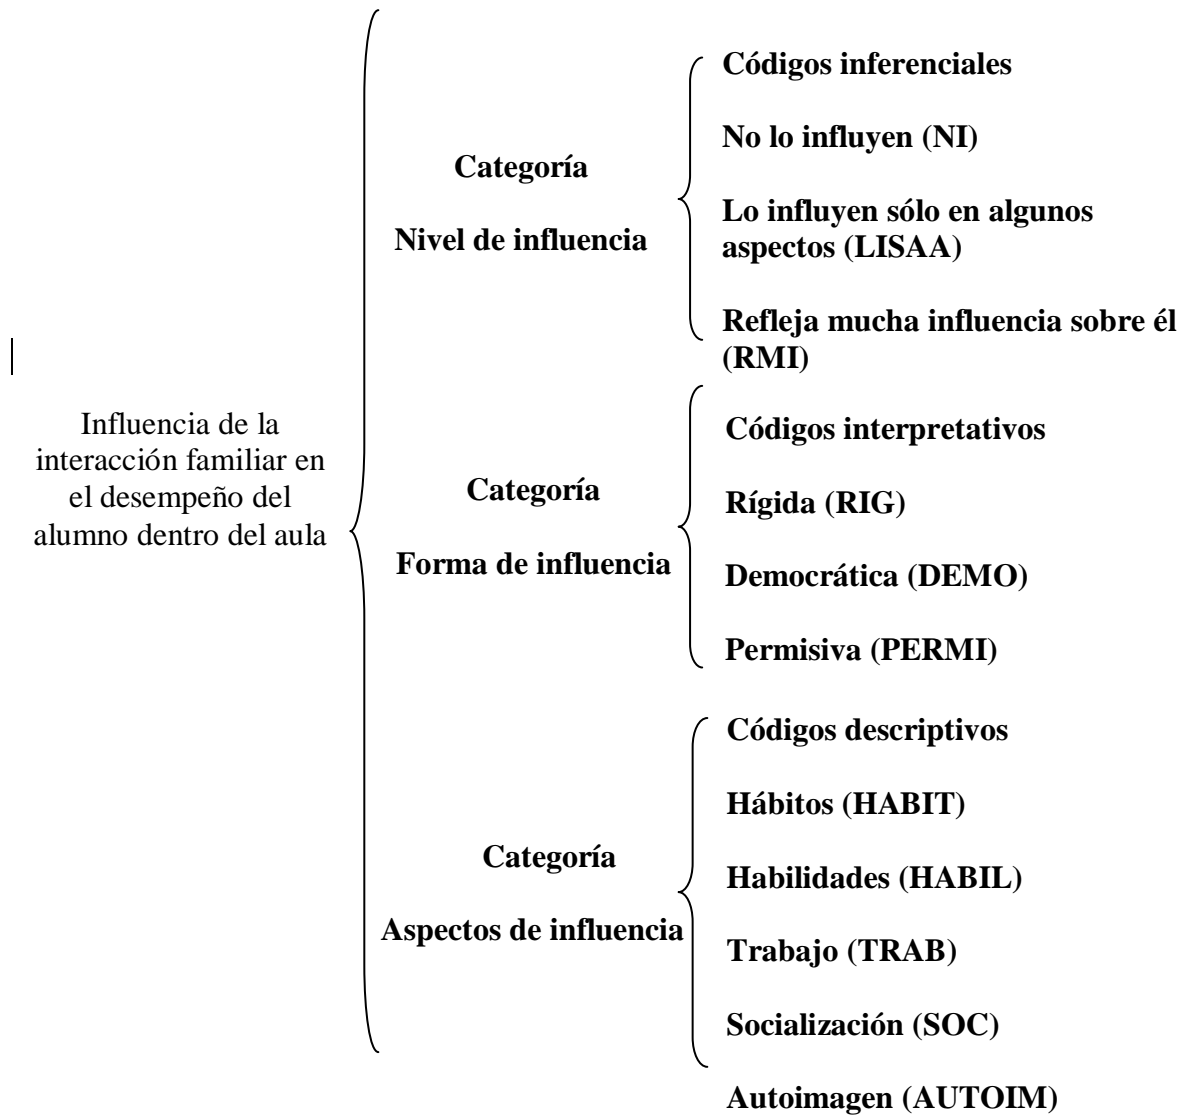 Influencia de la
interacción familiar en
el desempeño del
alumno dentro del aula
Categoría
Nivel de influencia
Códigos inferenciales
No lo influyen (NI)
Lo influyen sólo en algunos
aspectos (LISAA)
Refleja mucha influencia sobre él
(RMI)
Categoría
Forma de influencia
Códigos interpretativos
Rígida (RIG)
Democrática (DEMO)
Permisiva (PERMI)
Categoría
Aspectos de influencia
Códigos descriptivos
Hábitos (HABIT)
Habilidades (HABIL)
Trabajo (TRAB)
Socialización (SOC)
Autoimagen (AUTOIM)